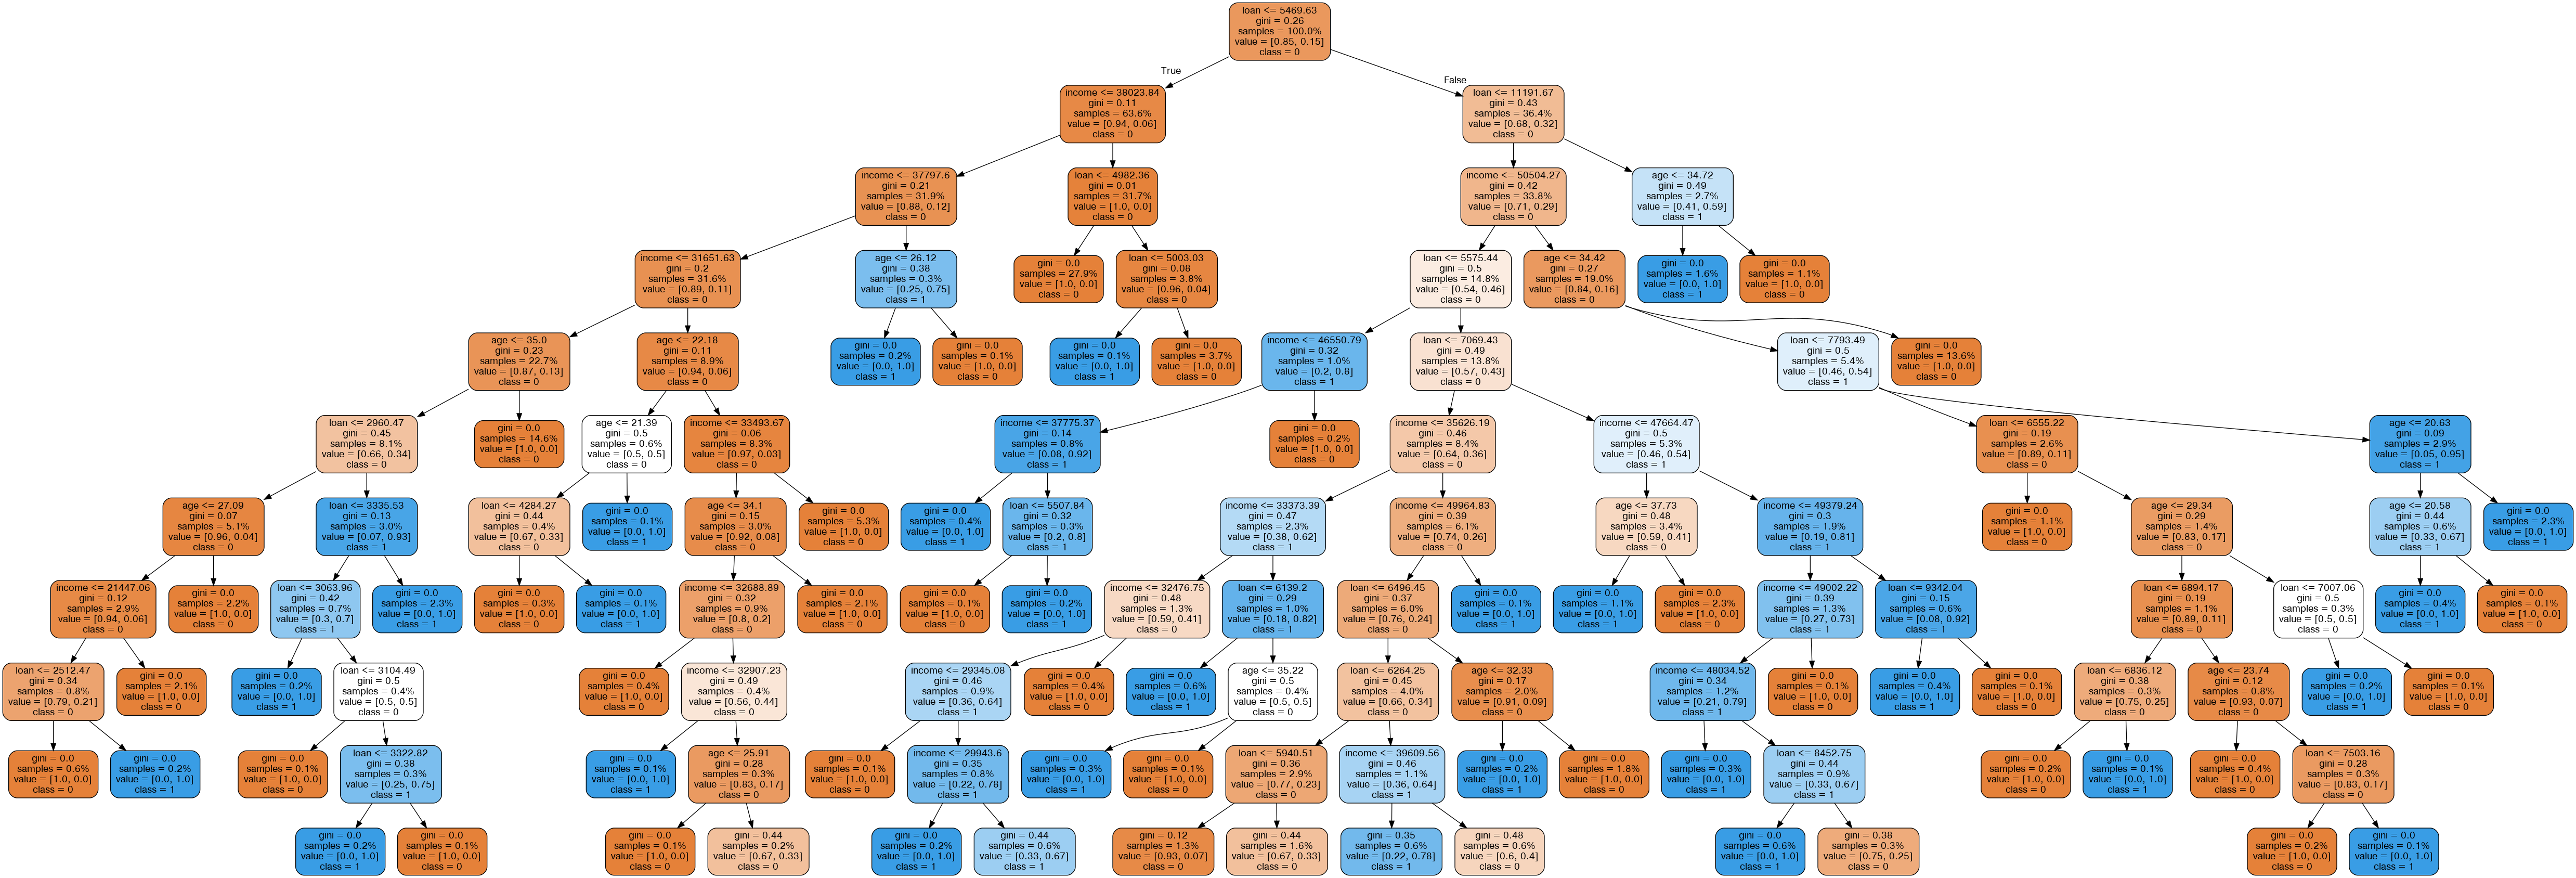 loan <= 5469.63
gini = 0.26
samples = 100.0%
value = [0.85, 0.15]
class = 0
True
False
income <= 38023.84
gini = 0.11
samples = 63.6%
value = [0.94, 0.06]
class = 0
loan <= 11191.67
gini = 0.43
samples = 36.4%
value = [0.68, 0.32]
class = 0
income <= 37797.6
gini = 0.21
samples = 31.9%
value = [0.88, 0.12]
class = 0
loan <= 4982.36
gini = 0.01
samples = 31.7%
value = [1.0, 0.0]
class = 0
income <= 50504.27
gini = 0.42
samples = 33.8%
value = [0.71, 0.29]
class = 0
age <= 34.72
gini = 0.49
samples = 2.7%
value = [0.41, 0.59]
class = 1
income <= 31651.63
gini = 0.2
samples = 31.6%
value = [0.89, 0.11]
class = 0
age <= 26.12
gini = 0.38
samples = 0.3%
value = [0.25, 0.75]
class = 1
gini = 0.0
samples = 27.9%
value = [1.0, 0.0]
class = 0
loan <= 5003.03
gini = 0.08
samples = 3.8%
value = [0.96, 0.04]
class = 0
loan <= 5575.44
gini = 0.5
samples = 14.8%
value = [0.54, 0.46]
class = 0
age <= 34.42
gini = 0.27
samples = 19.0%
value = [0.84, 0.16]
class = 0
gini = 0.0
samples = 1.6%
value = [0.0, 1.0]
class = 1
gini = 0.0
samples = 1.1%
value = [1.0, 0.0]
class = 0
age <= 35.0
gini = 0.23
samples = 22.7%
value = [0.87, 0.13]
class = 0
age <= 22.18
gini = 0.11
samples = 8.9%
value = [0.94, 0.06]
class = 0
gini = 0.0
samples = 0.2%
value = [0.0, 1.0]
class = 1
gini = 0.0
samples = 0.1%
value = [1.0, 0.0]
class = 0
gini = 0.0
samples = 0.1%
value = [0.0, 1.0]
class = 1
gini = 0.0
samples = 3.7%
value = [1.0, 0.0]
class = 0
income <= 46550.79
gini = 0.32
samples = 1.0%
value = [0.2, 0.8]
class = 1
loan <= 7069.43
gini = 0.49
samples = 13.8%
value = [0.57, 0.43]
class = 0
loan <= 7793.49
gini = 0.5
samples = 5.4%
value = [0.46, 0.54]
class = 1
gini = 0.0
samples = 13.6%
value = [1.0, 0.0]
class = 0
loan <= 2960.47
gini = 0.45
samples = 8.1%
value = [0.66, 0.34]
class = 0
gini = 0.0
samples = 14.6%
value = [1.0, 0.0]
class = 0
age <= 21.39
gini = 0.5
samples = 0.6%
value = [0.5, 0.5]
class = 0
income <= 33493.67
gini = 0.06
samples = 8.3%
value = [0.97, 0.03]
class = 0
income <= 37775.37
gini = 0.14
samples = 0.8%
value = [0.08, 0.92]
class = 1
gini = 0.0
samples = 0.2%
value = [1.0, 0.0]
class = 0
income <= 35626.19
gini = 0.46
samples = 8.4%
value = [0.64, 0.36]
class = 0
income <= 47664.47
gini = 0.5
samples = 5.3%
value = [0.46, 0.54]
class = 1
loan <= 6555.22
gini = 0.19
samples = 2.6%
value = [0.89, 0.11]
class = 0
age <= 20.63
gini = 0.09
samples = 2.9%
value = [0.05, 0.95]
class = 1
age <= 27.09
gini = 0.07
samples = 5.1%
value = [0.96, 0.04]
class = 0
loan <= 3335.53
gini = 0.13
samples = 3.0%
value = [0.07, 0.93]
class = 1
loan <= 4284.27
gini = 0.44
samples = 0.4%
value = [0.67, 0.33]
class = 0
gini = 0.0
samples = 0.1%
value = [0.0, 1.0]
class = 1
age <= 34.1
gini = 0.15
samples = 3.0%
value = [0.92, 0.08]
class = 0
gini = 0.0
samples = 5.3%
value = [1.0, 0.0]
class = 0
gini = 0.0
samples = 0.4%
value = [0.0, 1.0]
class = 1
loan <= 5507.84
gini = 0.32
samples = 0.3%
value = [0.2, 0.8]
class = 1
income <= 33373.39
gini = 0.47
samples = 2.3%
value = [0.38, 0.62]
class = 1
income <= 49964.83
gini = 0.39
samples = 6.1%
value = [0.74, 0.26]
class = 0
age <= 37.73
gini = 0.48
samples = 3.4%
value = [0.59, 0.41]
class = 0
income <= 49379.24
gini = 0.3
samples = 1.9%
value = [0.19, 0.81]
class = 1
gini = 0.0
samples = 1.1%
value = [1.0, 0.0]
class = 0
age <= 29.34
gini = 0.29
samples = 1.4%
value = [0.83, 0.17]
class = 0
age <= 20.58
gini = 0.44
samples = 0.6%
value = [0.33, 0.67]
class = 1
gini = 0.0
samples = 2.3%
value = [0.0, 1.0]
class = 1
income <= 21447.06
gini = 0.12
samples = 2.9%
value = [0.94, 0.06]
class = 0
gini = 0.0
samples = 2.2%
value = [1.0, 0.0]
class = 0
loan <= 3063.96
gini = 0.42
samples = 0.7%
value = [0.3, 0.7]
class = 1
gini = 0.0
samples = 2.3%
value = [0.0, 1.0]
class = 1
gini = 0.0
samples = 0.3%
value = [1.0, 0.0]
class = 0
gini = 0.0
samples = 0.1%
value = [0.0, 1.0]
class = 1
income <= 32688.89
gini = 0.32
samples = 0.9%
value = [0.8, 0.2]
class = 0
gini = 0.0
samples = 2.1%
value = [1.0, 0.0]
class = 0
gini = 0.0
samples = 0.1%
value = [1.0, 0.0]
class = 0
gini = 0.0
samples = 0.2%
value = [0.0, 1.0]
class = 1
income <= 32476.75
gini = 0.48
samples = 1.3%
value = [0.59, 0.41]
class = 0
loan <= 6139.2
gini = 0.29
samples = 1.0%
value = [0.18, 0.82]
class = 1
loan <= 6496.45
gini = 0.37
samples = 6.0%
value = [0.76, 0.24]
class = 0
gini = 0.0
samples = 0.1%
value = [0.0, 1.0]
class = 1
gini = 0.0
samples = 1.1%
value = [0.0, 1.0]
class = 1
gini = 0.0
samples = 2.3%
value = [1.0, 0.0]
class = 0
income <= 49002.22
gini = 0.39
samples = 1.3%
value = [0.27, 0.73]
class = 1
loan <= 9342.04
gini = 0.15
samples = 0.6%
value = [0.08, 0.92]
class = 1
loan <= 6894.17
gini = 0.19
samples = 1.1%
value = [0.89, 0.11]
class = 0
loan <= 7007.06
gini = 0.5
samples = 0.3%
value = [0.5, 0.5]
class = 0
gini = 0.0
samples = 0.4%
value = [0.0, 1.0]
class = 1
gini = 0.0
samples = 0.1%
value = [1.0, 0.0]
class = 0
loan <= 2512.47
gini = 0.34
samples = 0.8%
value = [0.79, 0.21]
class = 0
gini = 0.0
samples = 2.1%
value = [1.0, 0.0]
class = 0
gini = 0.0
samples = 0.2%
value = [0.0, 1.0]
class = 1
loan <= 3104.49
gini = 0.5
samples = 0.4%
value = [0.5, 0.5]
class = 0
gini = 0.0
samples = 0.4%
value = [1.0, 0.0]
class = 0
income <= 32907.23
gini = 0.49
samples = 0.4%
value = [0.56, 0.44]
class = 0
income <= 29345.08
gini = 0.46
samples = 0.9%
value = [0.36, 0.64]
class = 1
gini = 0.0
samples = 0.4%
value = [1.0, 0.0]
class = 0
gini = 0.0
samples = 0.6%
value = [0.0, 1.0]
class = 1
age <= 35.22
gini = 0.5
samples = 0.4%
value = [0.5, 0.5]
class = 0
loan <= 6264.25
gini = 0.45
samples = 4.0%
value = [0.66, 0.34]
class = 0
age <= 32.33
gini = 0.17
samples = 2.0%
value = [0.91, 0.09]
class = 0
income <= 48034.52
gini = 0.34
samples = 1.2%
value = [0.21, 0.79]
class = 1
gini = 0.0
samples = 0.1%
value = [1.0, 0.0]
class = 0
gini = 0.0
samples = 0.4%
value = [0.0, 1.0]
class = 1
gini = 0.0
samples = 0.1%
value = [1.0, 0.0]
class = 0
loan <= 6836.12
gini = 0.38
samples = 0.3%
value = [0.75, 0.25]
class = 0
age <= 23.74
gini = 0.12
samples = 0.8%
value = [0.93, 0.07]
class = 0
gini = 0.0
samples = 0.2%
value = [0.0, 1.0]
class = 1
gini = 0.0
samples = 0.1%
value = [1.0, 0.0]
class = 0
gini = 0.0
samples = 0.6%
value = [1.0, 0.0]
class = 0
gini = 0.0
samples = 0.2%
value = [0.0, 1.0]
class = 1
gini = 0.0
samples = 0.1%
value = [1.0, 0.0]
class = 0
loan <= 3322.82
gini = 0.38
samples = 0.3%
value = [0.25, 0.75]
class = 1
gini = 0.0
samples = 0.1%
value = [0.0, 1.0]
class = 1
age <= 25.91
gini = 0.28
samples = 0.3%
value = [0.83, 0.17]
class = 0
gini = 0.0
samples = 0.1%
value = [1.0, 0.0]
class = 0
income <= 29943.6
gini = 0.35
samples = 0.8%
value = [0.22, 0.78]
class = 1
gini = 0.0
samples = 0.3%
value = [0.0, 1.0]
class = 1
gini = 0.0
samples = 0.1%
value = [1.0, 0.0]
class = 0
loan <= 5940.51
gini = 0.36
samples = 2.9%
value = [0.77, 0.23]
class = 0
income <= 39609.56
gini = 0.46
samples = 1.1%
value = [0.36, 0.64]
class = 1
gini = 0.0
samples = 0.2%
value = [0.0, 1.0]
class = 1
gini = 0.0
samples = 1.8%
value = [1.0, 0.0]
class = 0
gini = 0.0
samples = 0.3%
value = [0.0, 1.0]
class = 1
loan <= 8452.75
gini = 0.44
samples = 0.9%
value = [0.33, 0.67]
class = 1
gini = 0.0
samples = 0.2%
value = [1.0, 0.0]
class = 0
gini = 0.0
samples = 0.1%
value = [0.0, 1.0]
class = 1
gini = 0.0
samples = 0.4%
value = [1.0, 0.0]
class = 0
loan <= 7503.16
gini = 0.28
samples = 0.3%
value = [0.83, 0.17]
class = 0
gini = 0.0
samples = 0.2%
value = [0.0, 1.0]
class = 1
gini = 0.0
samples = 0.1%
value = [1.0, 0.0]
class = 0
gini = 0.0
samples = 0.1%
value = [1.0, 0.0]
class = 0
gini = 0.44
samples = 0.2%
value = [0.67, 0.33]
class = 0
gini = 0.0
samples = 0.2%
value = [0.0, 1.0]
class = 1
gini = 0.44
samples = 0.6%
value = [0.33, 0.67]
class = 1
gini = 0.12
samples = 1.3%
value = [0.93, 0.07]
class = 0
gini = 0.44
samples = 1.6%
value = [0.67, 0.33]
class = 0
gini = 0.35
samples = 0.6%
value = [0.22, 0.78]
class = 1
gini = 0.48
samples = 0.6%
value = [0.6, 0.4]
class = 0
gini = 0.0
samples = 0.6%
value = [0.0, 1.0]
class = 1
gini = 0.38
samples = 0.3%
value = [0.75, 0.25]
class = 0
gini = 0.0
samples = 0.2%
value = [1.0, 0.0]
class = 0
gini = 0.0
samples = 0.1%
value = [0.0, 1.0]
class = 1